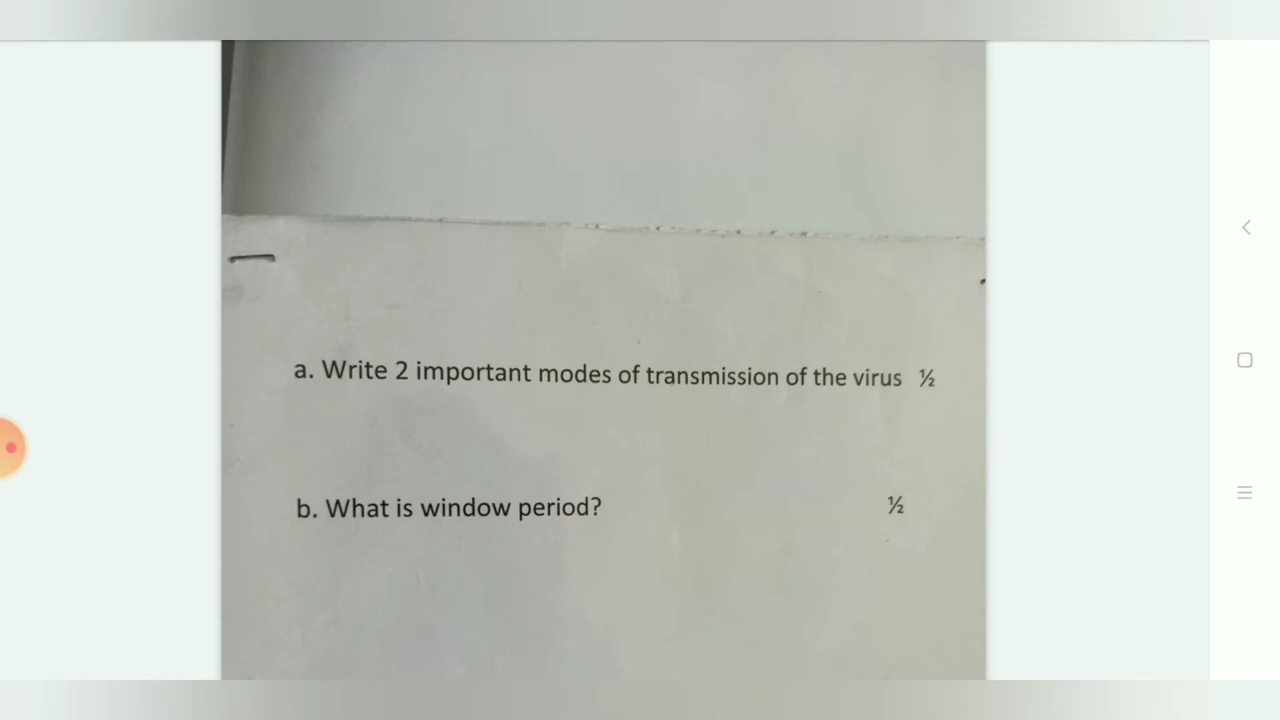 a. Write 2 important modes of transmission of the virus ½
b. What is window period? ½